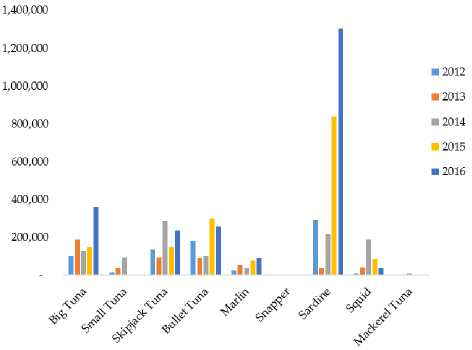 1,400,000
1,200,000
1,000,000
800,000
600,000
400,000
200,000
-
2012
2013
2014
2015
2016
Big Tuna
Small Tuna
Skipjack Tuna
Bullet Tuna
Marlin
Snapper
Sardine
Squid
Mackerel Tuna